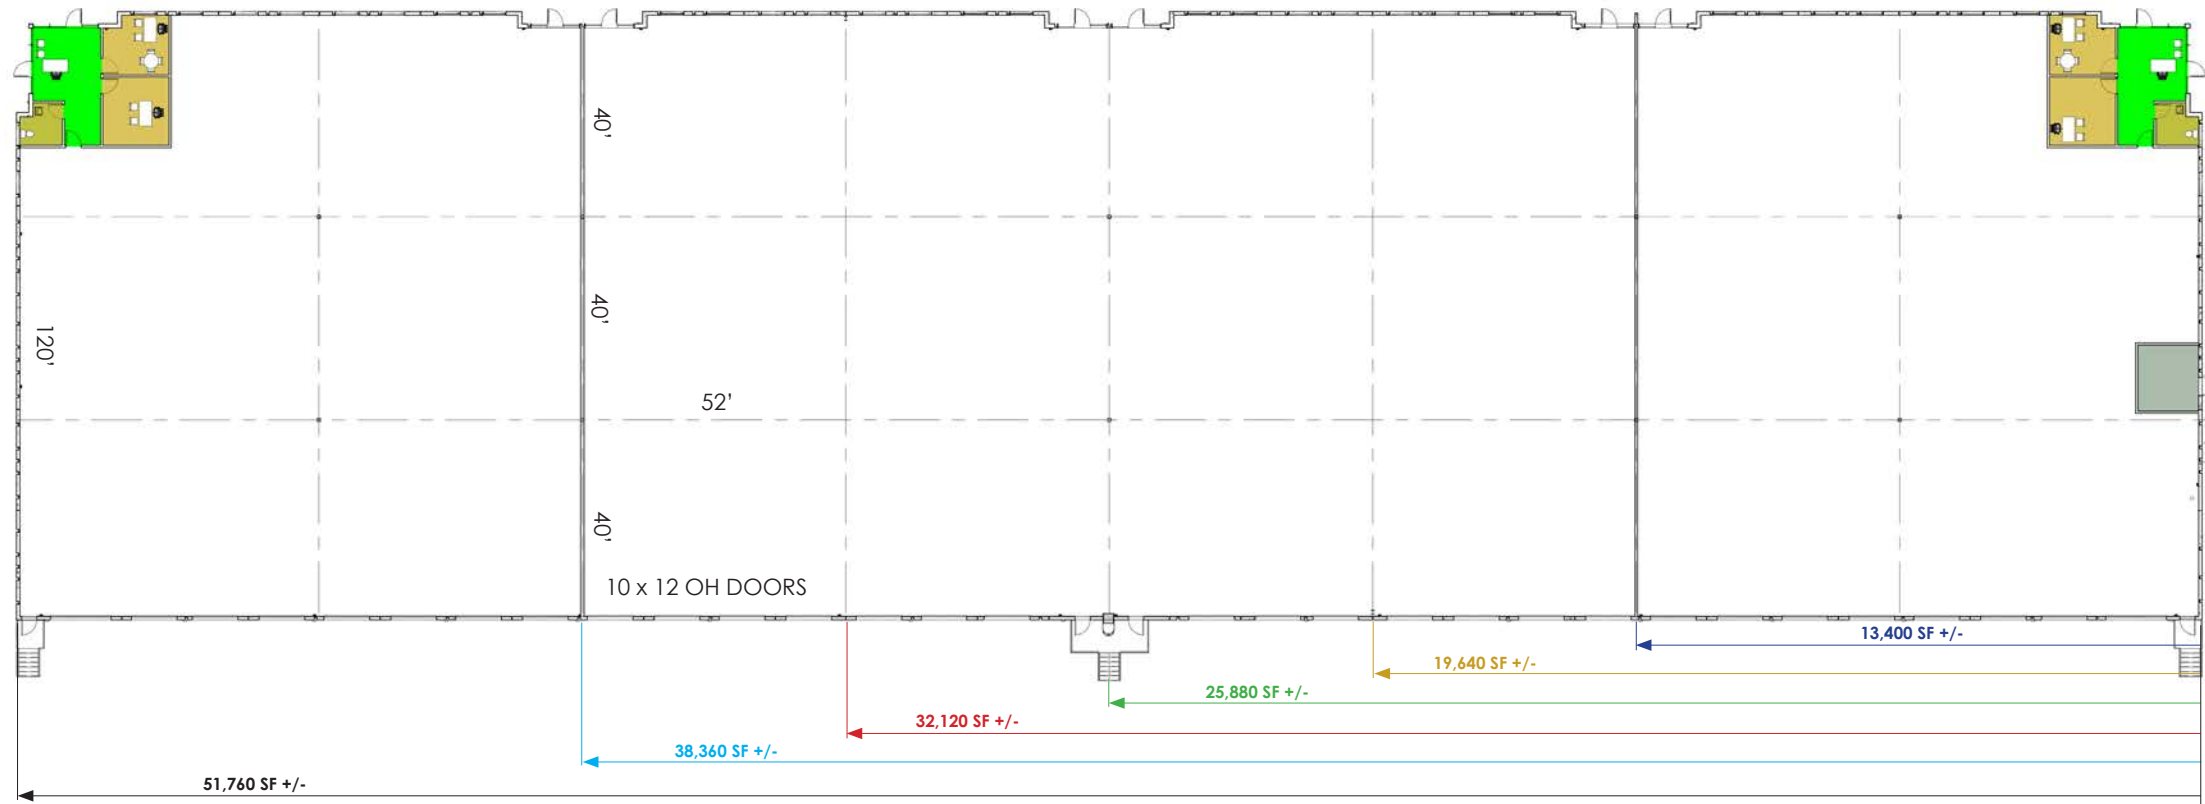 40'
40'
120'
52'
40'
10 x 12 OH DOORS
13,400 SF +/-
19,640 SF +/-
25,880 SF +/-
32,120 SF +/-
38,360 SF +/-
51,760 SF +/-